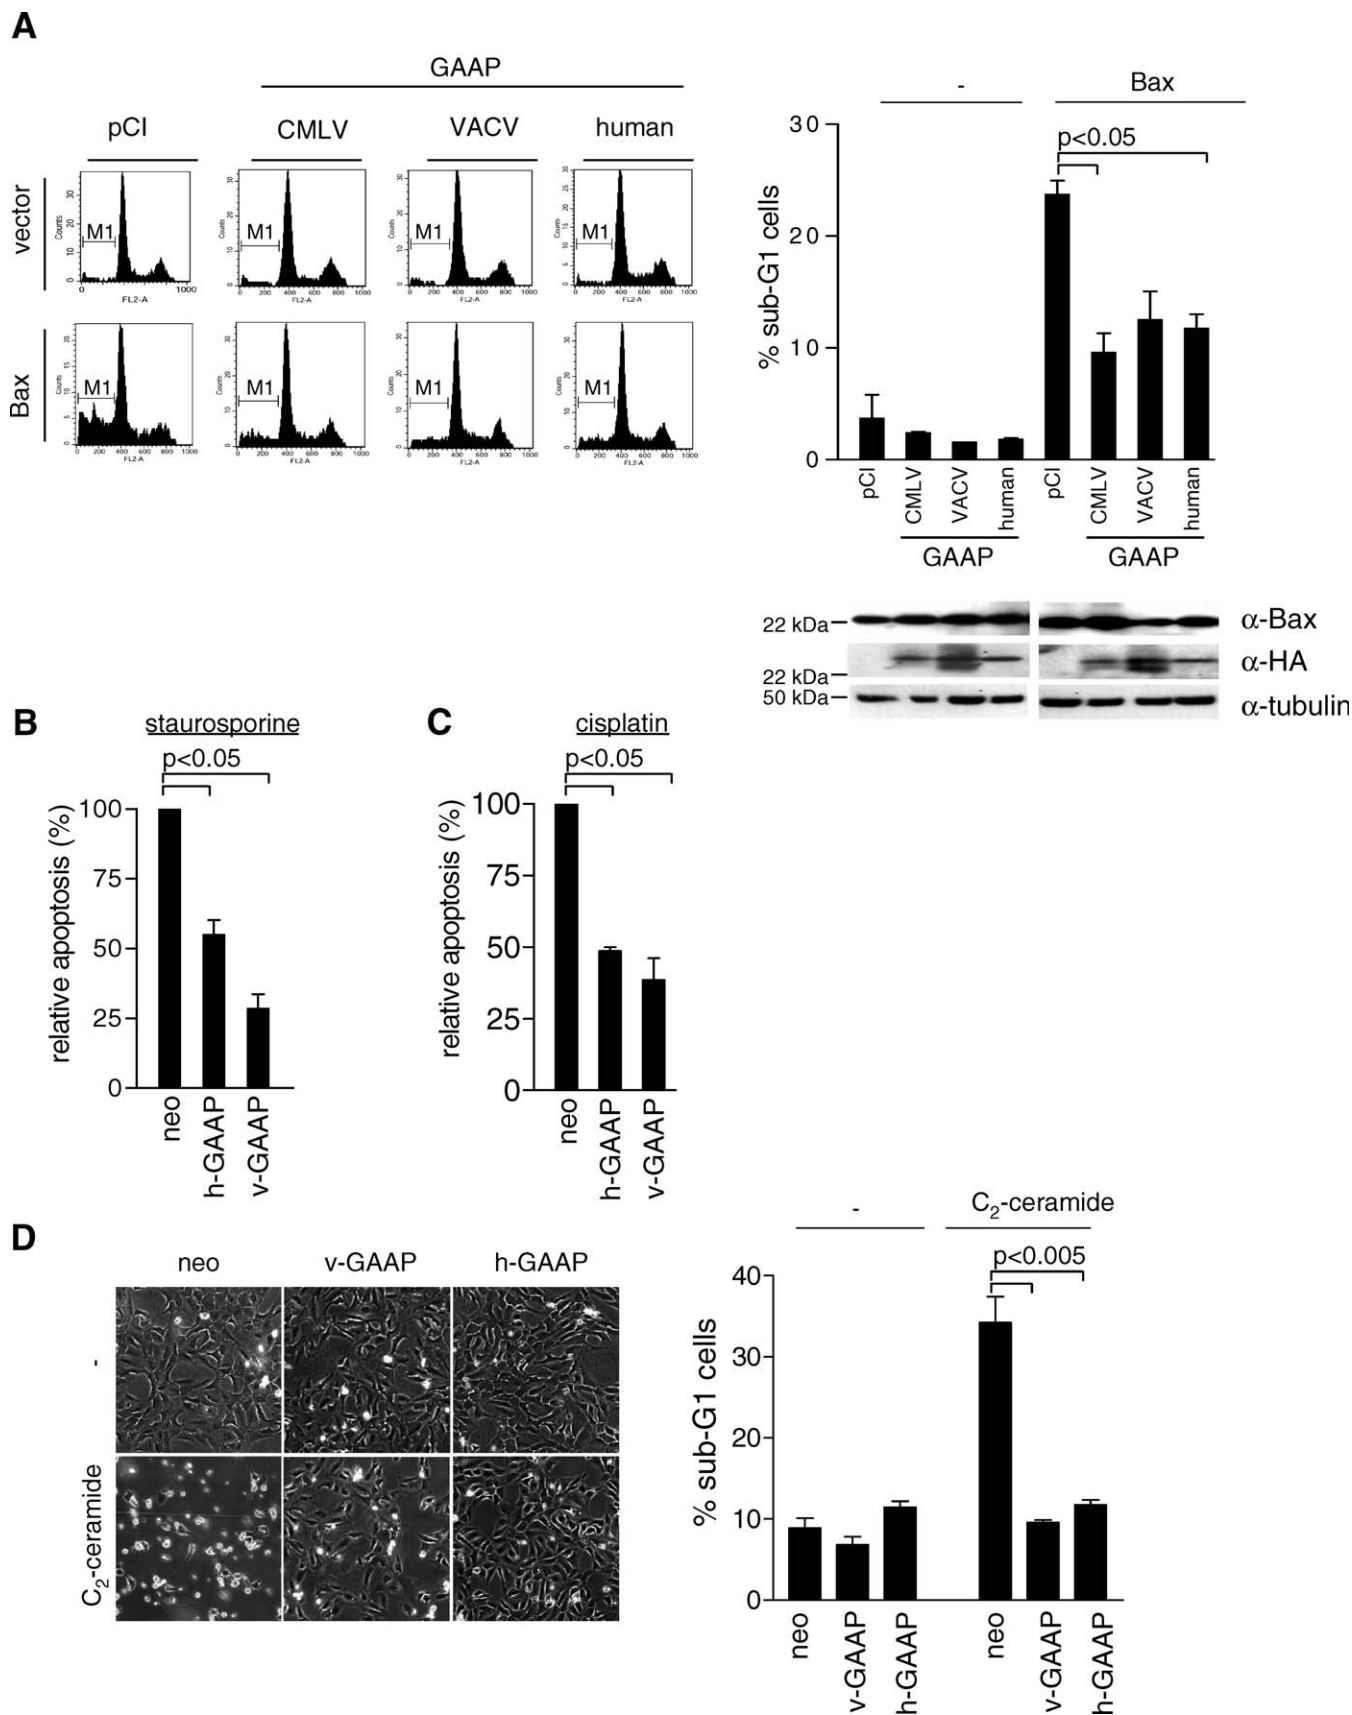 A
GAAP
pCI
CMLV
VACV
human
vector
M1
M1
M1
M1
Counts
FL2-A
Bax
M1
M1
M1
M1
Counts
FL2-A
- Bax
p<0.05
30
20
10
0
% sub-G1 cells
pCI
CMLV
VACV
human
pCI
CMLV
VACV
human
GAAP
GAAP
22 kDa
α-Bax
α-HA
22 kDa
50 kDa
α-tubulin
B
staurosporine
p<0.05
100
75
50
25
0
relative apoptosis (%)
neo
h-GAAP
v-GAAP
C
cisplatin
p<0.05
100
75
50
25
0
relative apoptosis (%)
neo
h-GAAP
v-GAAP
D
neo
v-GAAP
h-GAAP
-
C2-ceramide
- C2-ceramide
p<0.005
40
30
20
10
0
% sub-G1 cells
neo
v-GAAP
h-GAAP
neo
v-GAAP
h-GAAP